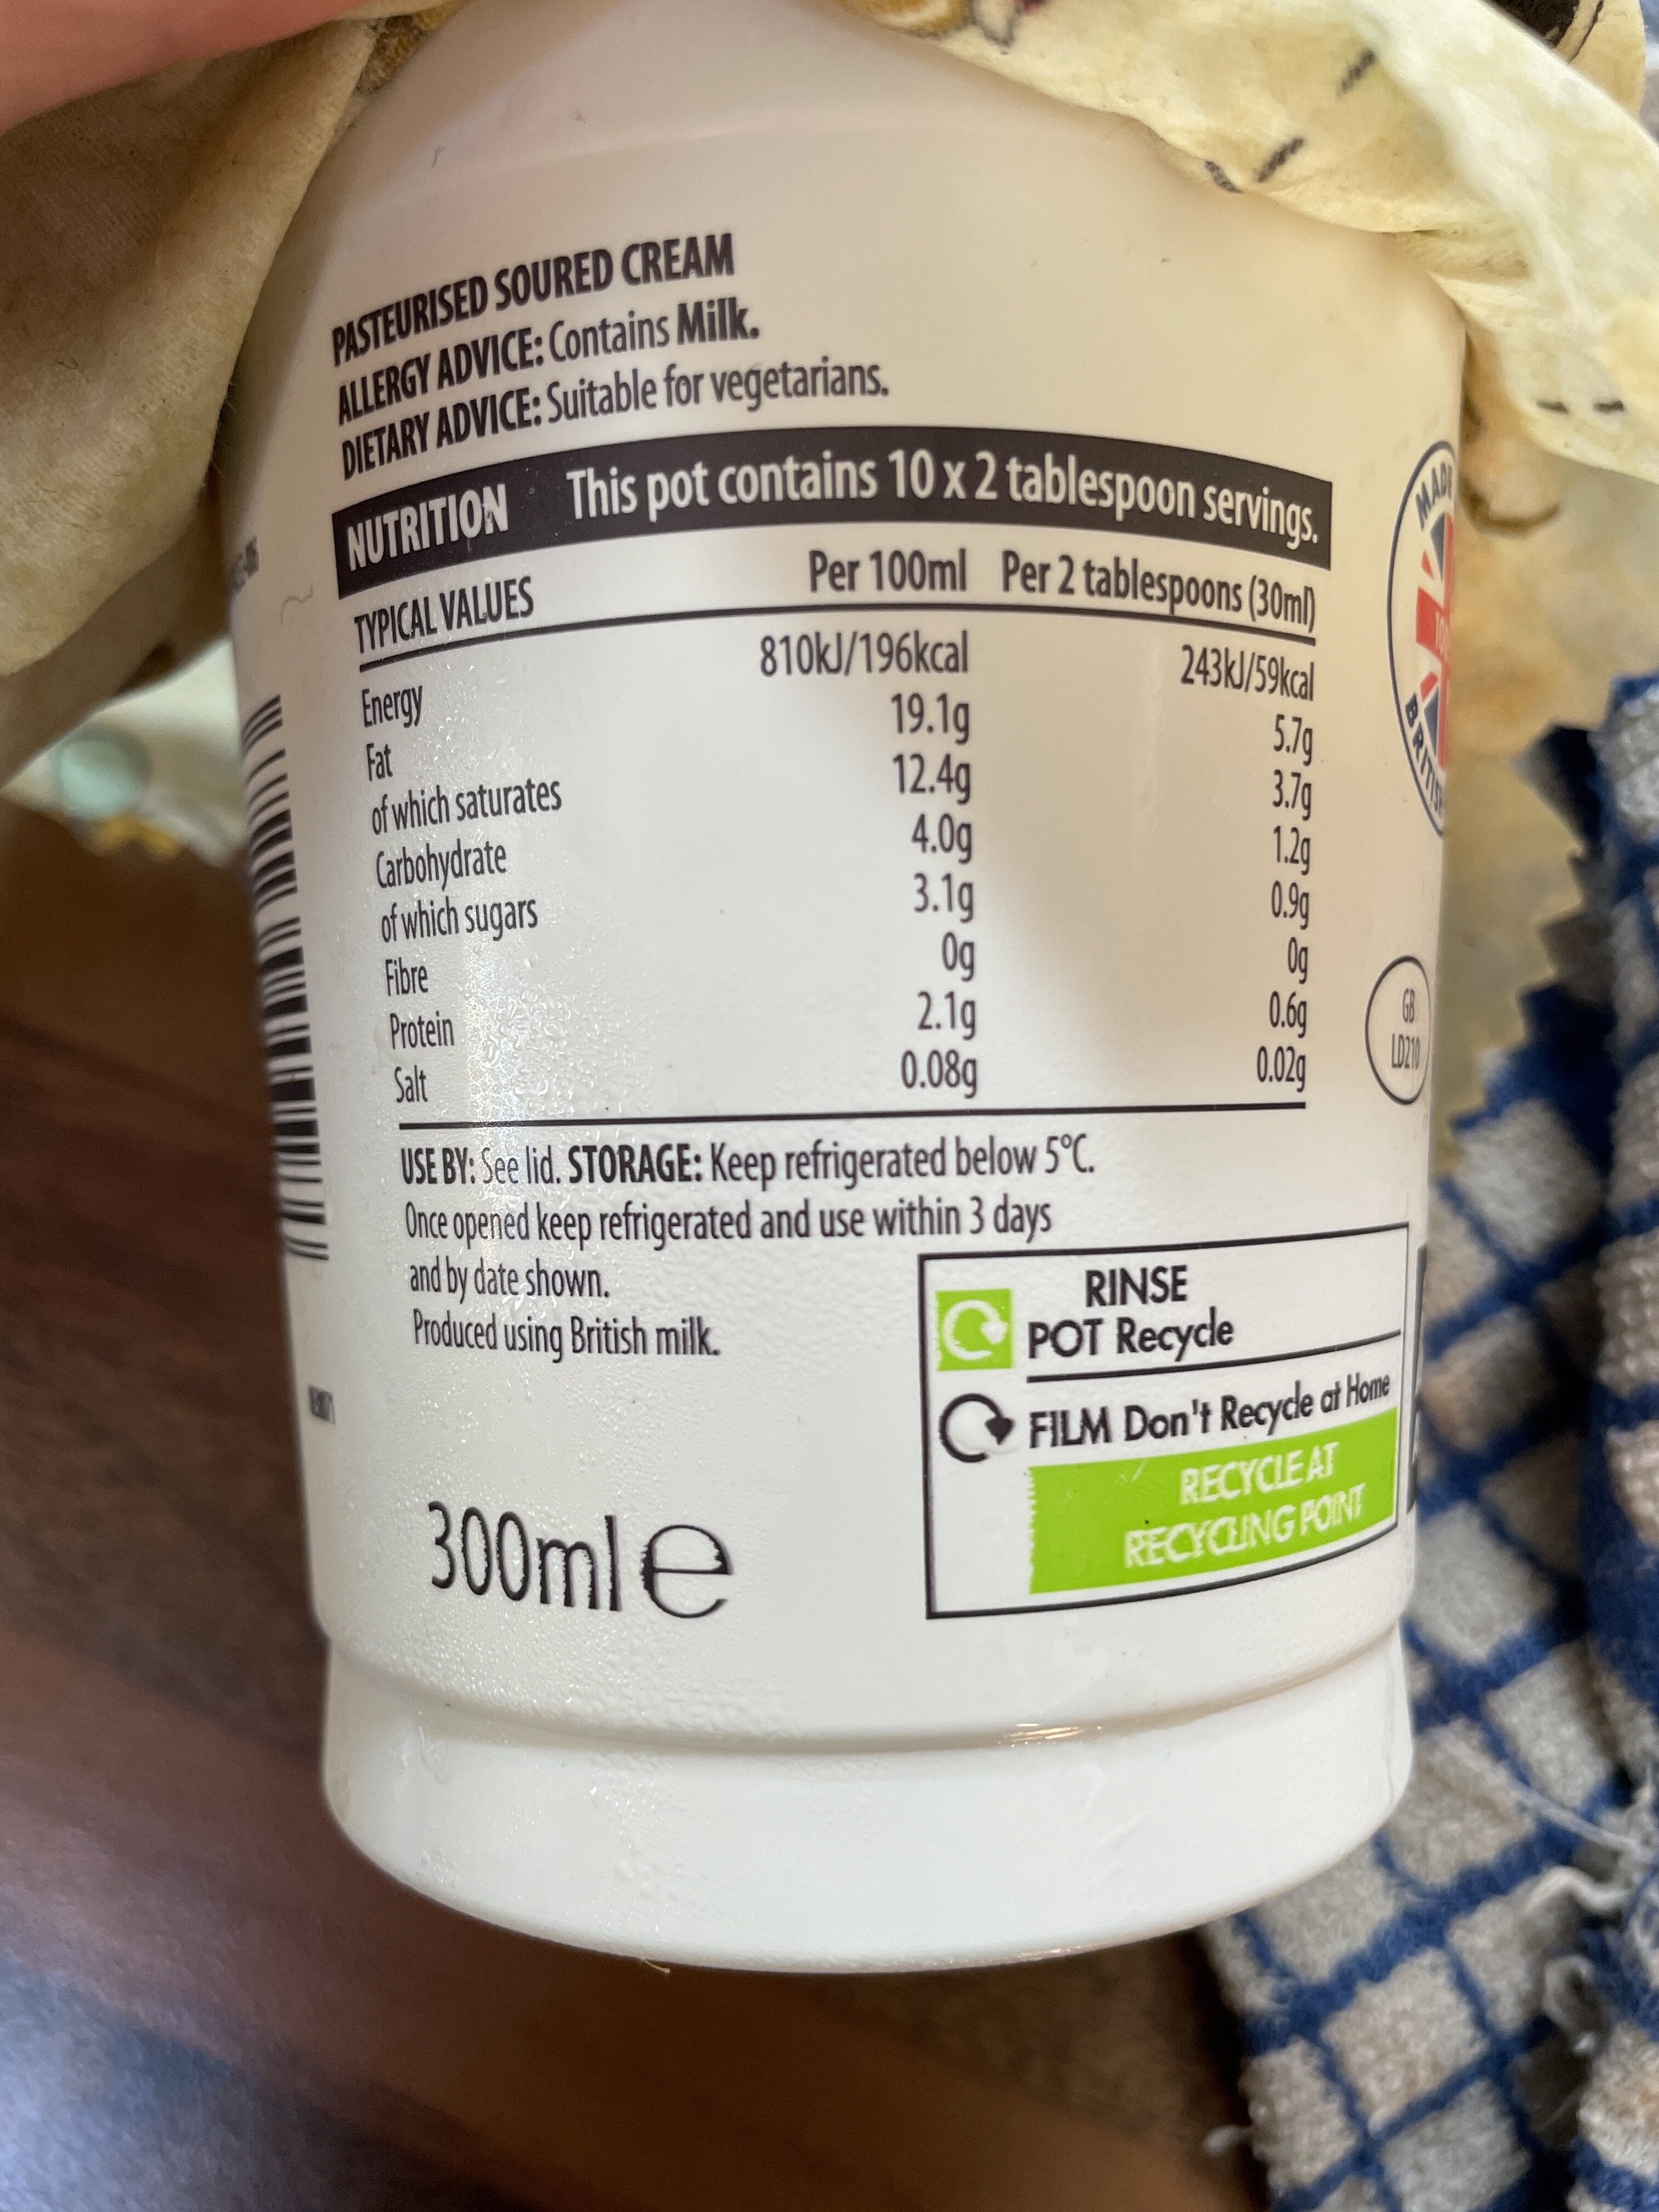 PASTEURISED SOURED CREAM
ALLERGY ADVICE: Contains Milk.
DIETARY ADVICE: Suitable for vegetarians.
NUTRITION This pot contains 10 x 2 tablespoon servings.
TYPICAL VALUES Per 100ml Per 2 tablespoons (30ml)
Energy 810kJ/196kcal 243kJ/59kcal
Fat 19.1g 5.7g
of which saturates 12.4g 3.7g
Carbohydrate 4.0g 1.2g
of which sugars 3.1g 0.9g
Fibre 0g 0g
Protein 2.1g 0.6g
Salt 0.08g 0.02g
USE BY: See lid. STORAGE: Keep refrigerated below 5°C.
Once opened keep refrigerated and use within 3 days
and by date shown.
Produced using British milk.
300ml e
RINSE
POT Recycle
FILM Don't Recycle at Home
RECYCLE AT
RECYCLING POINT
MADE
BRITISH
GB
LD210